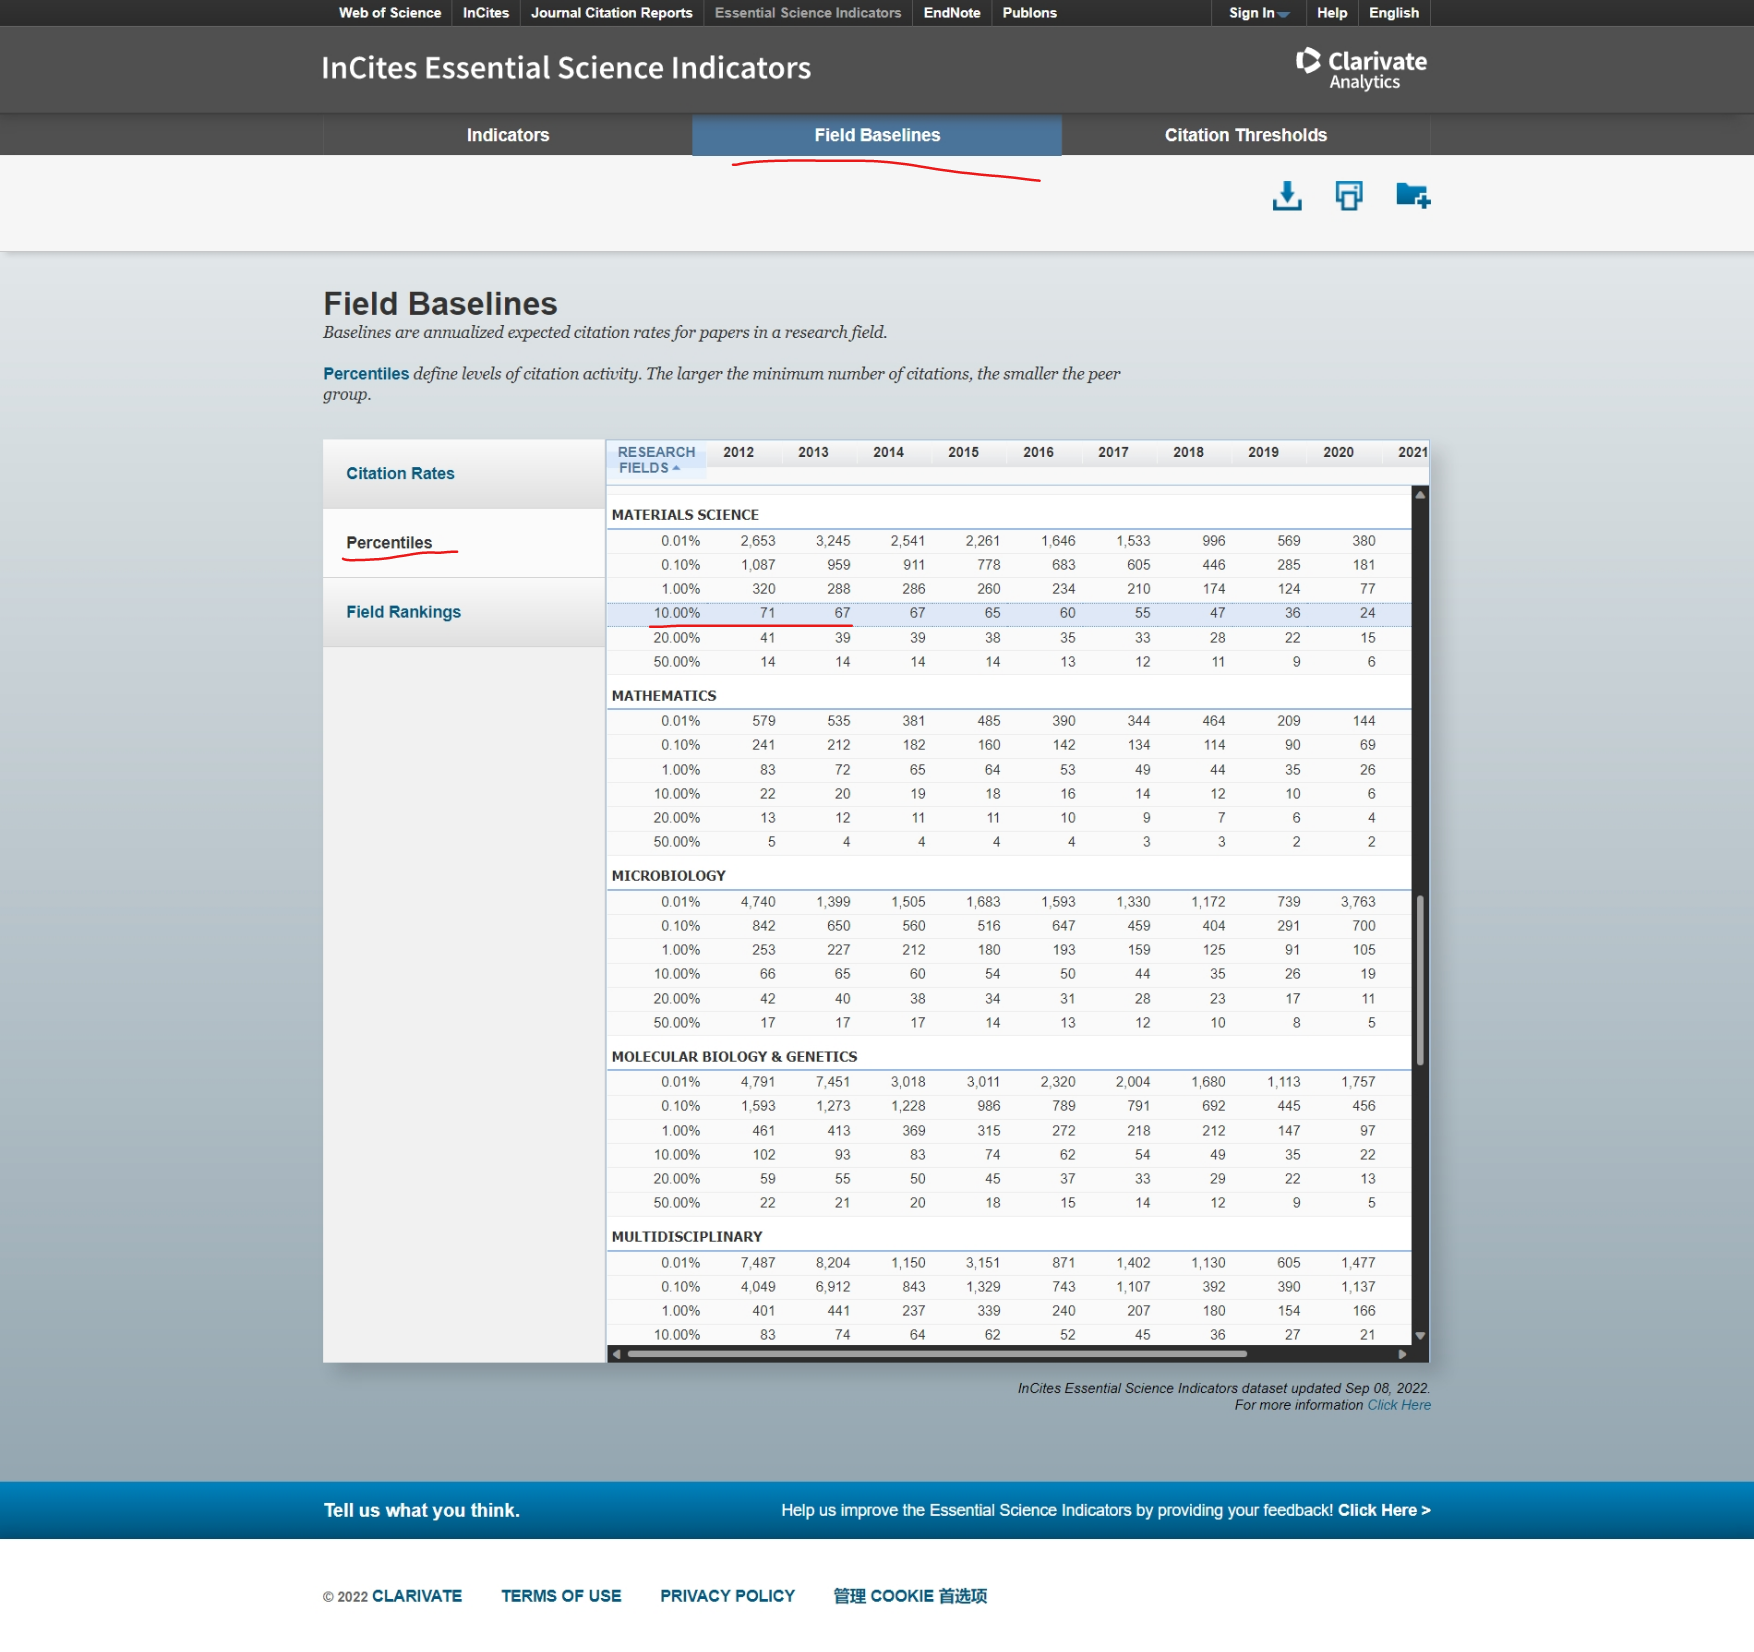 Web of Science InCites Journal Citation Reports Essential Science Indicators EndNote Publons Sign In Help English
InCites Essential Science Indicators
Clarivate
Analytics
Indicators Field Baselines Citation Thresholds
Field Baselines
Baselines are annualized expected citation rates for papers in a research field.
Percentiles define levels of citation activity. The larger the minimum number of citations, the smaller the peer
group.
Citation Rates
Percentiles
Field Rankings
RESEARCH FIELDS 2012 2013 2014 2015 2016 2017 2018 2019 2020 2021
MATERIALS SCIENCE
0.01% 2,653 3,245 2,541 2,261 1,646 1,533 996 569 380
0.10% 1,087 959 911 778 683 605 446 285 181
1.00% 320 288 286 260 234 210 174 124 77
10.00% 71 67 67 65 60 55 47 36 24
20.00% 41 39 39 38 35 33 28 22 15
50.00% 14 14 14 14 13 12 11 9 6
MATHEMATICS
0.01% 579 535 381 485 390 344 464 209 144
0.10% 241 212 182 160 142 134 114 90 69
1.00% 83 72 65 64 53 49 44 35 26
10.00% 22 20 19 18 16 14 12 10 6
20.00% 13 12 11 11 10 9 7 6 4
50.00% 5 4 4 4 4 3 3 2 2
MICROBIOLOGY
0.01% 4,740 1,399 1,505 1,683 1,593 1,330 1,172 739 3,763
0.10% 842 650 560 516 647 459 404 291 700
1.00% 253 227 212 180 193 159 125 91 105
10.00% 66 65 60 54 50 44 35 26 19
20.00% 42 40 38 34 31 28 23 17 11
50.00% 17 17 17 14 13 12 10 8 5
MOLECULAR BIOLOGY & GENETICS
0.01% 4,791 7,451 3,018 3,011 2,320 2,004 1,680 1,113 1,757
0.10% 1,593 1,273 1,228 986 789 791 692 445 456
1.00% 461 413 369 315 272 218 212 147 97
10.00% 102 93 83 74 62 54 49 35 22
20.00% 59 55 50 45 37 33 29 22 13
50.00% 22 21 20 18 15 14 12 9 5
MULTIDISCIPLINARY
0.01% 7,487 8,204 1,150 3,151 871 1,402 1,130 605 1,477
0.10% 4,049 6,912 843 1,329 743 1,107 392 390 1,137
1.00% 401 441 237 339 240 207 180 154 166
10.00% 83 74 64 62 52 45 36 27 21
InCites Essential Science Indicators dataset updated Sep 08, 2022.
For more information Click Here
Tell us what you think. Help us improve the Essential Science Indicators by providing your feedback! Click Here >
© 2022 CLARIVATE TERMS OF USE PRIVACY POLICY 管理 COOKIE 首选项